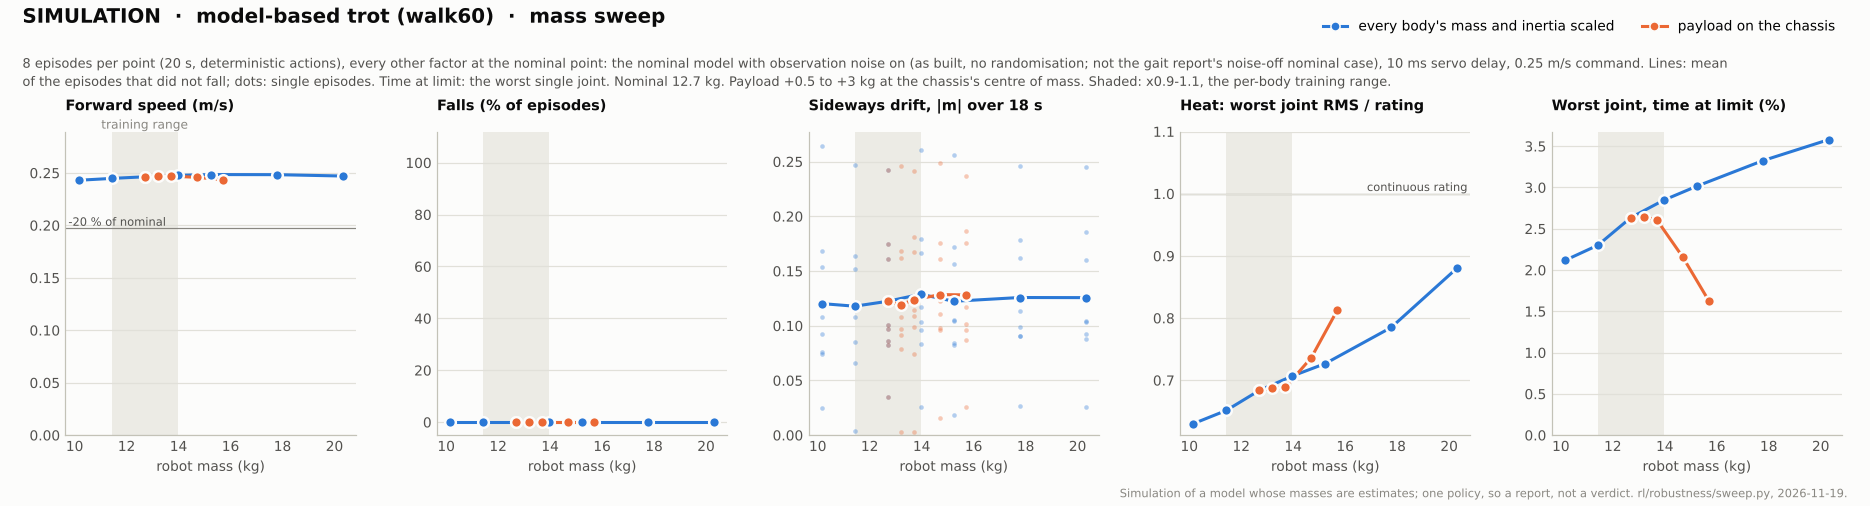 SIMULATION · model-based trot (walk60) · mass sweep
every body's mass and inertia scaled
payload on the chassis
8 episodes per point (20 s, deterministic actions), every other factor at the nominal point: the nominal model with observation noise on (as built, no randomisation; not the gait report's noise-off nominal case), 10 ms servo delay, 0.25 m/s command. Lines: mean
of the episodes that did not fall; dots: single episodes. Time at limit: the worst single joint. Nominal 12.7 kg. Payload +0.5 to +3 kg at the chassis's centre of mass. Shaded: x0.9-1.1, the per-body training range.
Forward speed (m/s)
training range
0.25
-20 % of nominal
0.20
0.15
0.10
0.05
0.00
10 12 14 16 18 20
robot mass (kg)
Falls (% of episodes)
100
80
60
40
20
0
10 12 14 16 18 20
robot mass (kg)
Sideways drift, |m| over 18 s
0.25
0.20
0.15
0.10
0.05
0.00
10 12 14 16 18 20
robot mass (kg)
Heat: worst joint RMS / rating
1.1
continuous rating
1.0
0.9
0.8
0.7
10 12 14 16 18 20
robot mass (kg)
Worst joint, time at limit (%)
3.5
3.0
2.5
2.0
1.5
1.0
0.5
0.0
10 12 14 16 18 20
robot mass (kg)
Simulation of a model whose masses are estimates; one policy, so a report, not a verdict. rl/robustness/sweep.py, 2026-11-19.